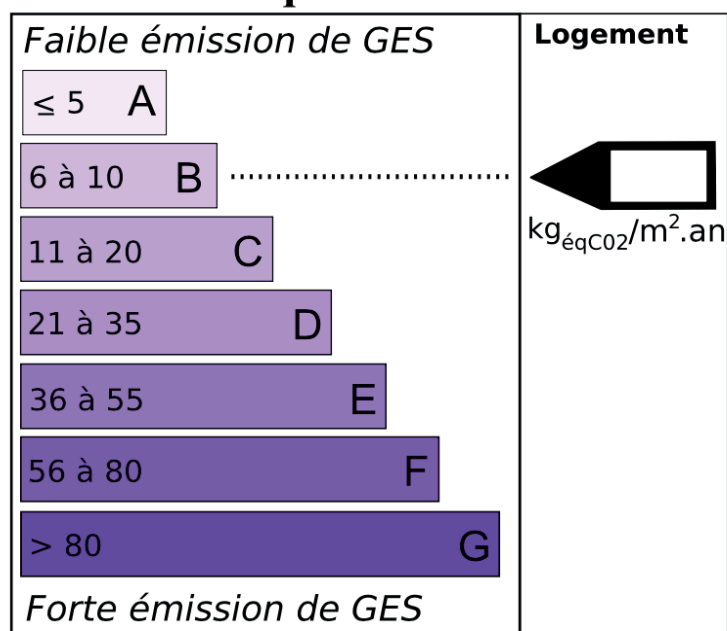 Faible émission de GES
Logement
≤ 5 A
6 à 10 B
kgéqC02/m².an
11 à 20 C
21 à 35 D
36 à 55 E
56 à 80 F
> 80 G
Forte émission de GES